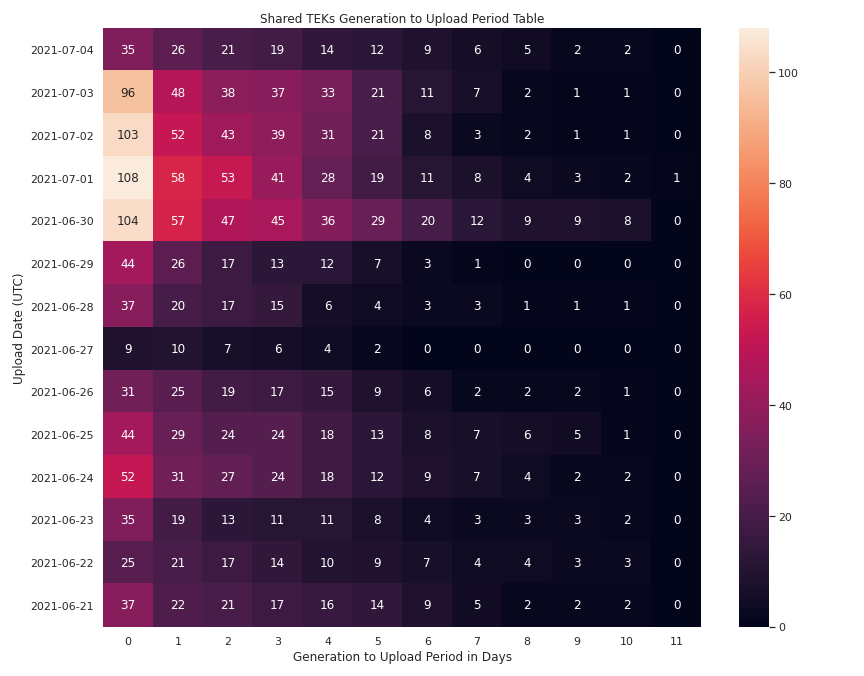 Shared TEKs Generation to Upload Period Table
Upload Date (UTC)
2021-07-04 35 26 21 19 14 12 9 6 5 2 2 0
2021-07-03 96 48 38 37 33 21 11 7 2 1 1 0
2021-07-02 103 52 43 39 31 21 8 3 2 1 1 0
2021-07-01 108 58 53 41 28 19 11 8 4 3 2 1
2021-06-30 104 57 47 45 36 29 20 12 9 9 8 0
2021-06-29 44 26 17 13 12 7 3 1 0 0 0 0
2021-06-28 37 20 17 15 6 4 3 3 1 1 1 0
2021-06-27 9 10 7 6 4 2 0 0 0 0 0 0
2021-06-26 31 25 19 17 15 9 6 2 2 2 1 0
2021-06-25 44 29 24 24 18 13 8 7 6 5 1 0
2021-06-24 52 31 27 24 18 12 9 7 4 2 2 0
2021-06-23 35 19 13 11 11 8 4 3 3 3 2 0
2021-06-22 25 21 17 14 10 9 7 4 4 3 3 0
2021-06-21 37 22 21 17 16 14 9 5 2 2 2 0
0 1 2 3 4 5 6 7 8 9 10 11
Generation to Upload Period in Days
100
80
60
40
20
0